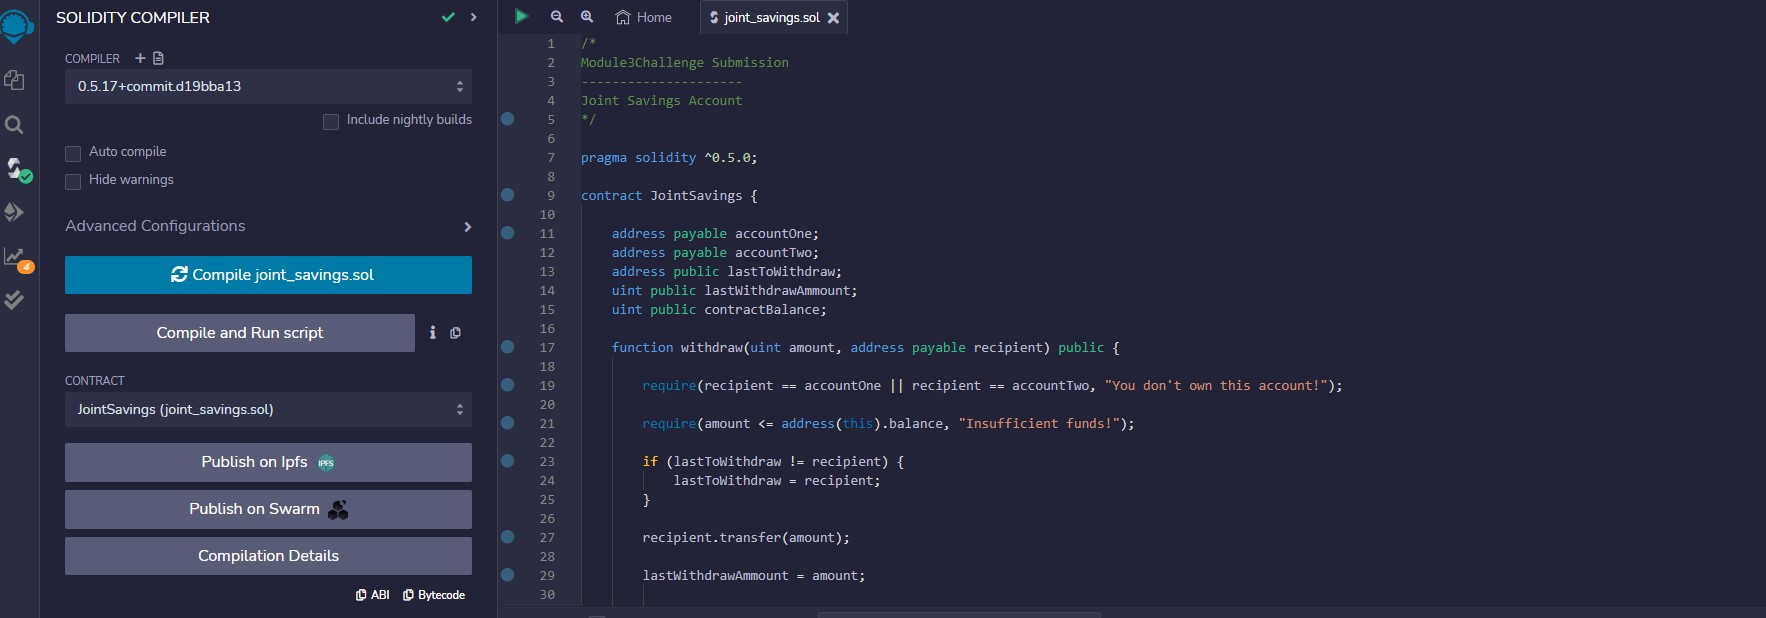 SOLIDITY COMPILER
COMPILER +
0.5.17+commit.d19bba13
Include nightly builds
Auto compile
Hide warnings
Advanced Configurations
4
Compile joint_savings.sol
Compile and Run script
i
CONTRACT
JointSavings (joint_savings.sol)
Publish on Ipfs IPFS
Publish on Swarm
Compilation Details
ABI Bytecode
Home joint_savings.sol
1 /*
2 Module3Challenge Submission
3 ---------------------
4 Joint Savings Account
5 */
6
7 pragma solidity ^0.5.0;
8
9 contract JointSavings {
10
11 address payable accountOne;
12 address payable accountTwo;
13 address public lastToWithdraw;
14 uint public lastWithdrawAmmount;
15 uint public contractBalance;
16
17 function withdraw(uint amount, address payable recipient) public {
18
19 require(recipient == accountOne || recipient == accountTwo, "You don't own this account!");
20
21 require(amount <= address(this).balance, "Insufficient funds!");
22
23 if (lastToWithdraw != recipient) {
24 lastToWithdraw = recipient;
25 }
26
27 recipient.transfer(amount);
28
29 lastWithdrawAmmount = amount;
30